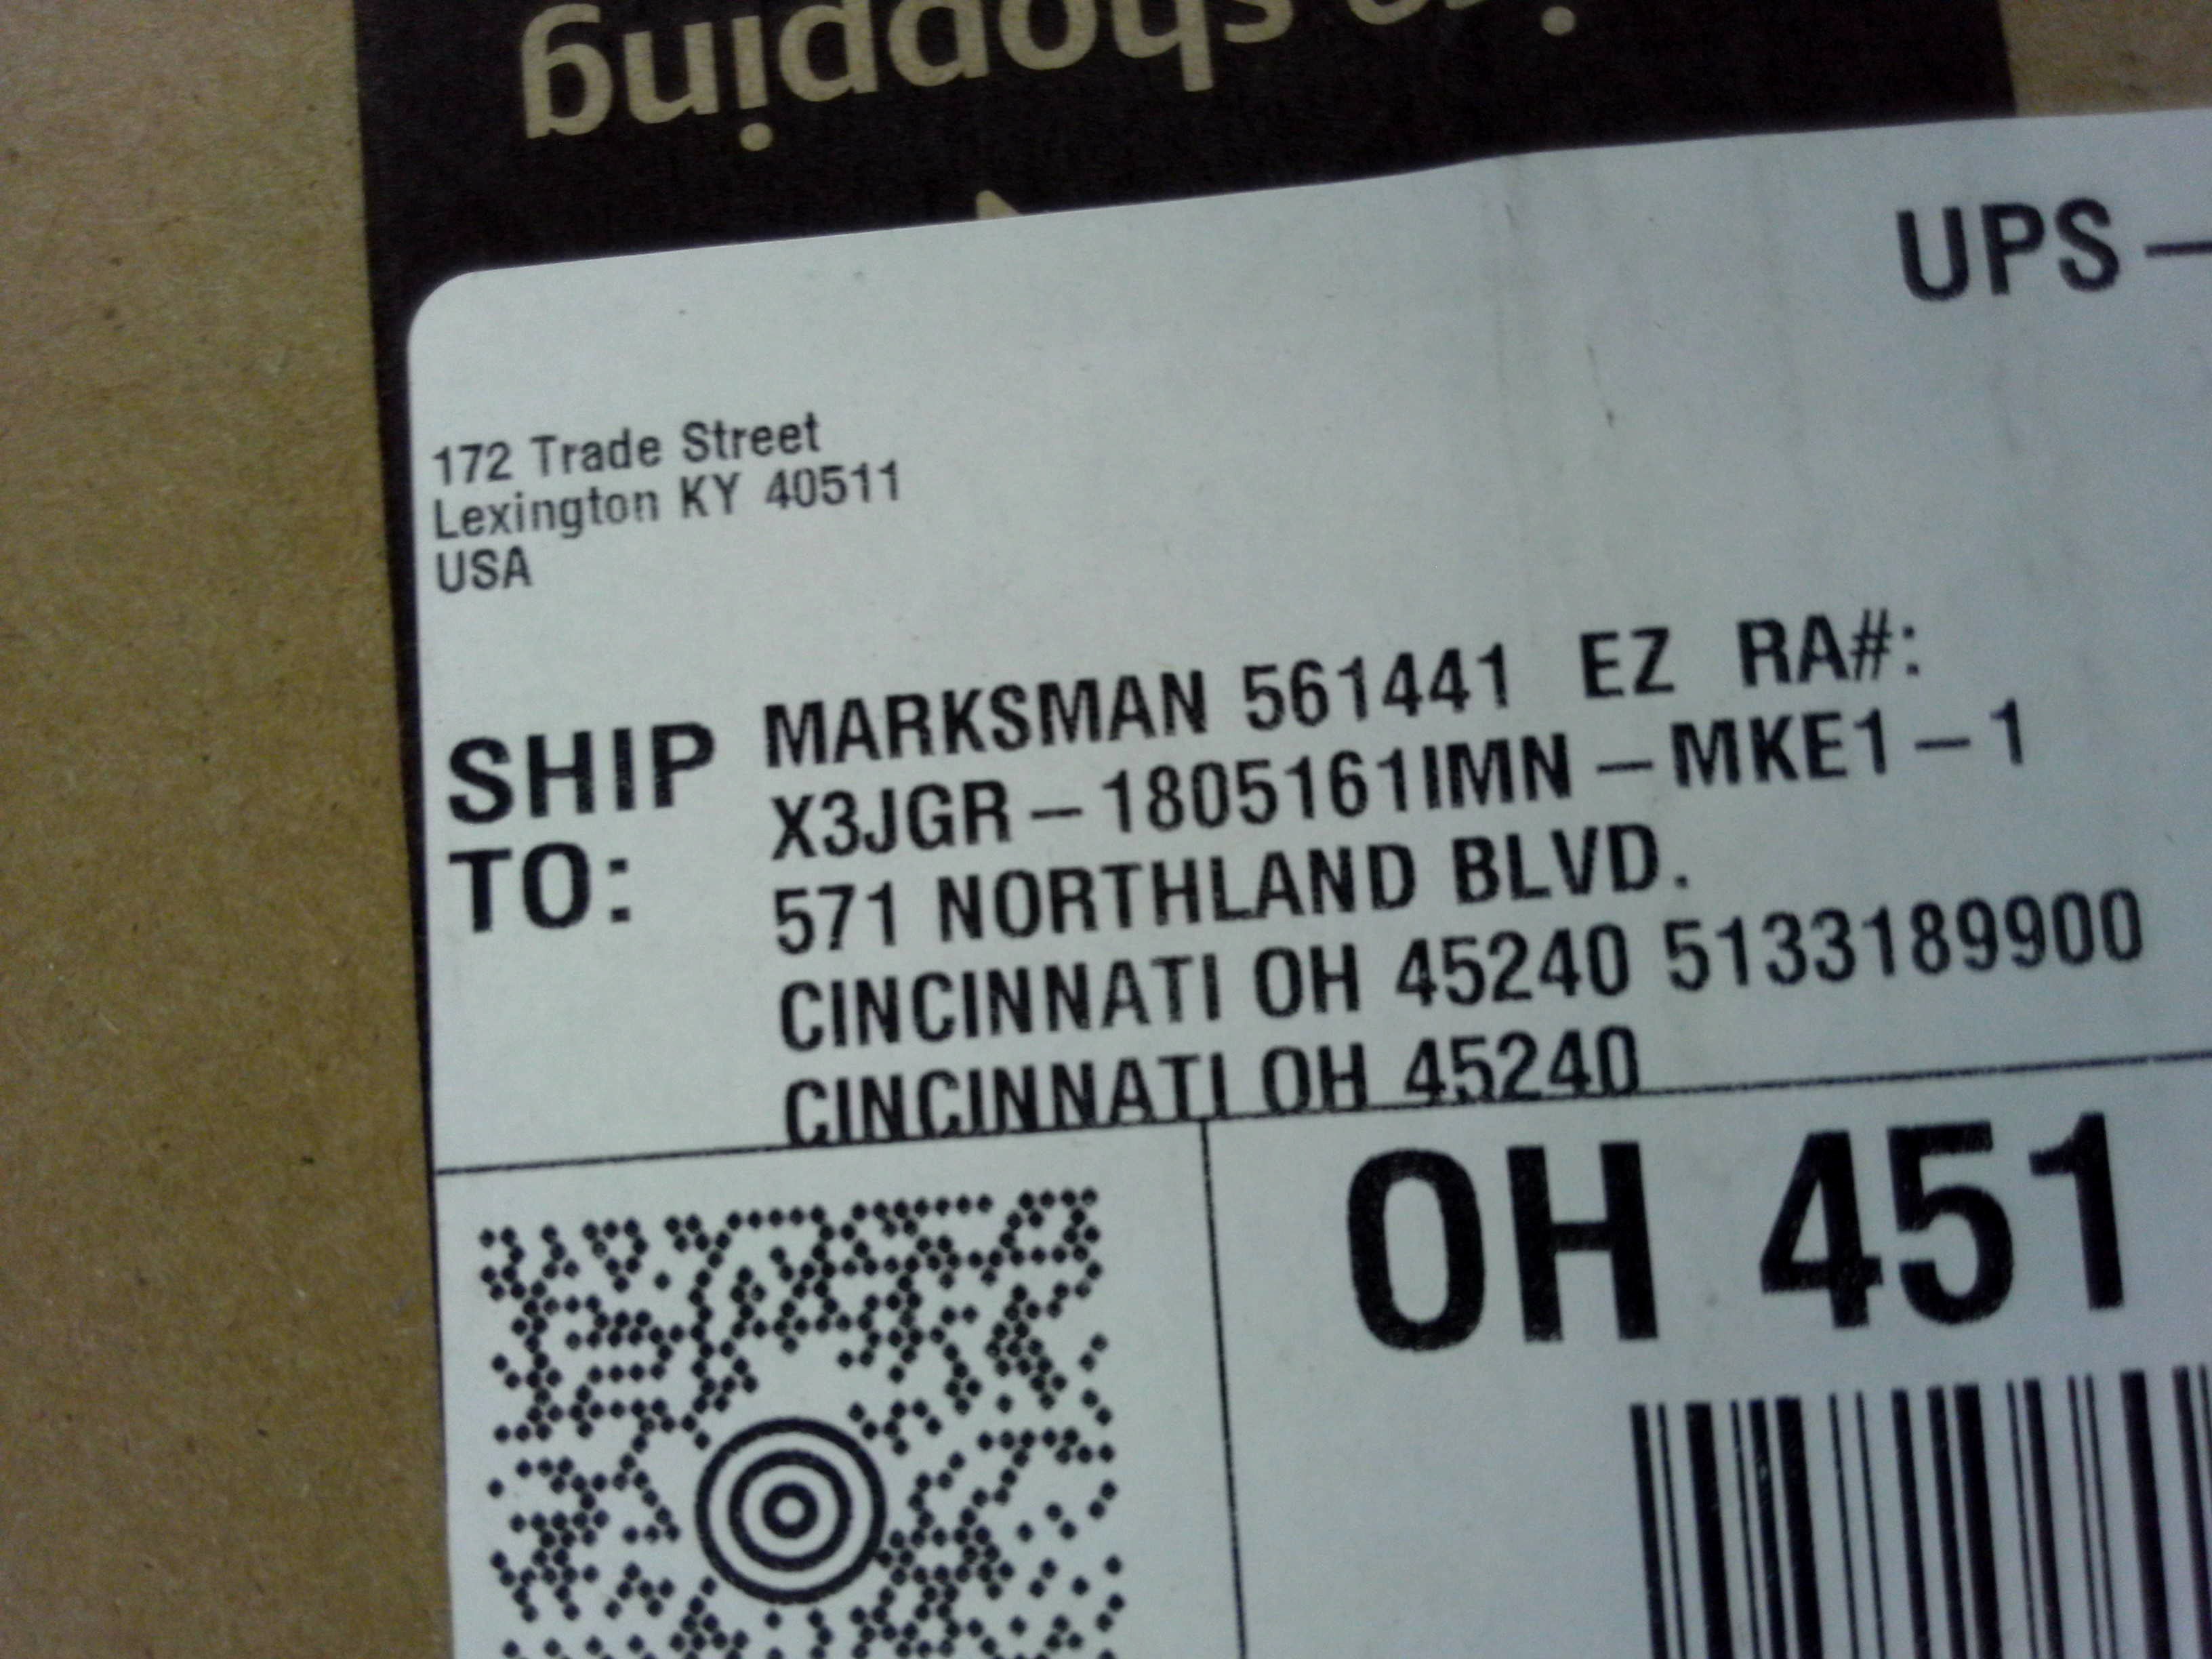 shopping
UPS –
172 Trade Street
Lexington KY 40511
USA
SHIP TO:
MARKSMAN 561441 EZ RA#:
X3JGR – 1805161IMN – MKE1 – 1
571 NORTHLAND BLVD.
CINCINNATI OH 45240 5133189900
CINCINNATI OH 45240
OH 451